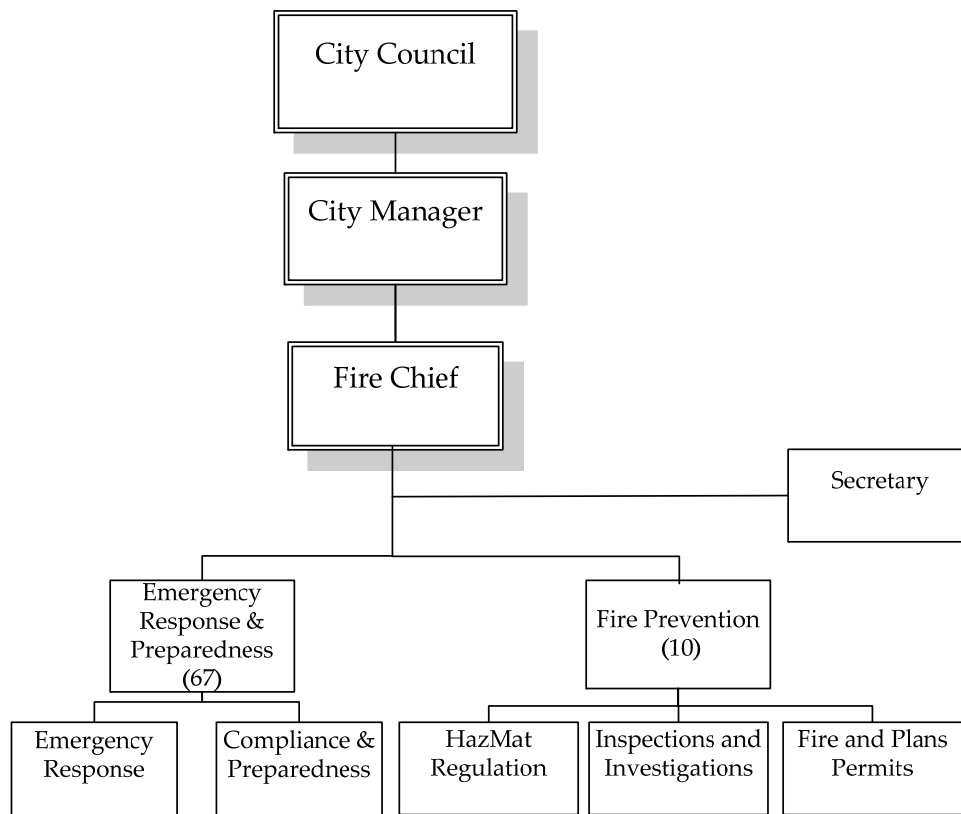 City Council
City Manager
Fire Chief
Secretary
Emergency
Response &
Preparedness
(67)
Fire Prevention
(10)
Emergency
Response
Compliance &
Preparedness
HazMat
Regulation
Inspections and
Investigations
Fire and Plans
Permits